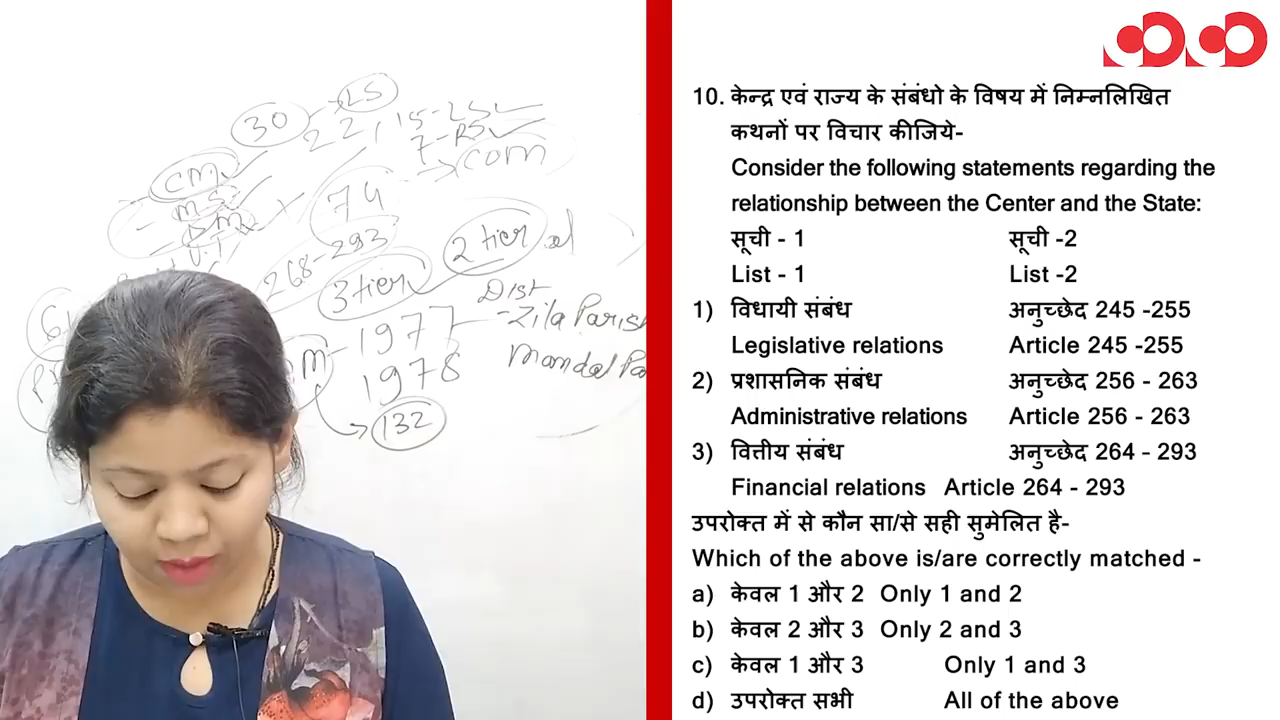 30
LS
22
15-LS
7-RS
CM
com
MS
74
268-293
2 tier
3 tier
Dist
1977
-Zila Parish
1978
132
10. केन्द्र एवं राज्य के संबंधो के विषय में निम्नलिखित
कथनों पर विचार कीजिये-
Consider the following statements regarding the
relationship between the Center and the State:
सूची - 1 सूची -2
List - 1 List -2
1) विधायी संबंध अनुच्छेद 245 -255
Legislative relations Article 245 -255
2) प्रशासनिक संबंध अनुच्छेद 256 - 263
Administrative relations Article 256 - 263
3) वित्तीय संबंध अनुच्छेद 264 - 293
Financial relations Article 264 - 293
उपरोक्त में से कौन सा/से सही सुमेलित है-
Which of the above is/are correctly matched -
a) केवल 1 और 2 Only 1 and 2
b) केवल 2 और 3 Only 2 and 3
c) केवल 1 और 3 Only 1 and 3
d) उपरोक्त सभी All of the above